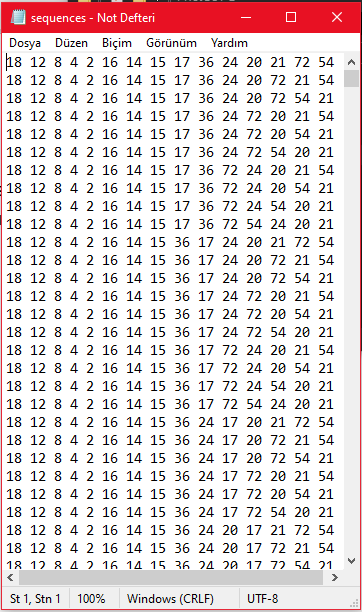 sequences - Not Defteri
Dosya Düzen Biçim Görünüm Yardım
18 12 8 4 2 16 14 15 17 36 24 20 21 72 54
18 12 8 4 2 16 14 15 17 36 24 20 72 21 54
18 12 8 4 2 16 14 15 17 36 24 20 72 54 21
18 12 8 4 2 16 14 15 17 36 24 72 20 21 54
18 12 8 4 2 16 14 15 17 36 24 72 20 54 21
18 12 8 4 2 16 14 15 17 36 24 72 54 20 21
18 12 8 4 2 16 14 15 17 36 72 24 20 21 54
18 12 8 4 2 16 14 15 17 36 72 24 20 54 21
18 12 8 4 2 16 14 15 17 36 72 24 54 20 21
18 12 8 4 2 16 14 15 17 36 72 54 24 20 21
18 12 8 4 2 16 14 15 36 17 24 20 21 72 54
18 12 8 4 2 16 14 15 36 17 24 20 72 21 54
18 12 8 4 2 16 14 15 36 17 24 20 72 54 21
18 12 8 4 2 16 14 15 36 17 24 72 20 21 54
18 12 8 4 2 16 14 15 36 17 24 72 20 54 21
18 12 8 4 2 16 14 15 36 17 24 72 54 20 21
18 12 8 4 2 16 14 15 36 17 72 24 20 21 54
18 12 8 4 2 16 14 15 36 17 72 24 20 54 21
18 12 8 4 2 16 14 15 36 17 72 24 54 20 21
18 12 8 4 2 16 14 15 36 17 72 54 24 20 21
18 12 8 4 2 16 14 15 36 24 17 20 21 72 54
18 12 8 4 2 16 14 15 36 24 17 20 72 21 54
18 12 8 4 2 16 14 15 36 24 17 20 72 54 21
18 12 8 4 2 16 14 15 36 24 17 72 20 21 54
18 12 8 4 2 16 14 15 36 24 17 72 20 54 21
18 12 8 4 2 16 14 15 36 24 17 72 54 20 21
18 12 8 4 2 16 14 15 36 24 20 17 21 72 54
18 12 8 4 2 16 14 15 36 24 20 17 72 21 54
18 12 8 4 2 16 14 15 36 24 20 17 72 54 21
St 1, Stn 1 100% Windows (CRLF) UTF-8